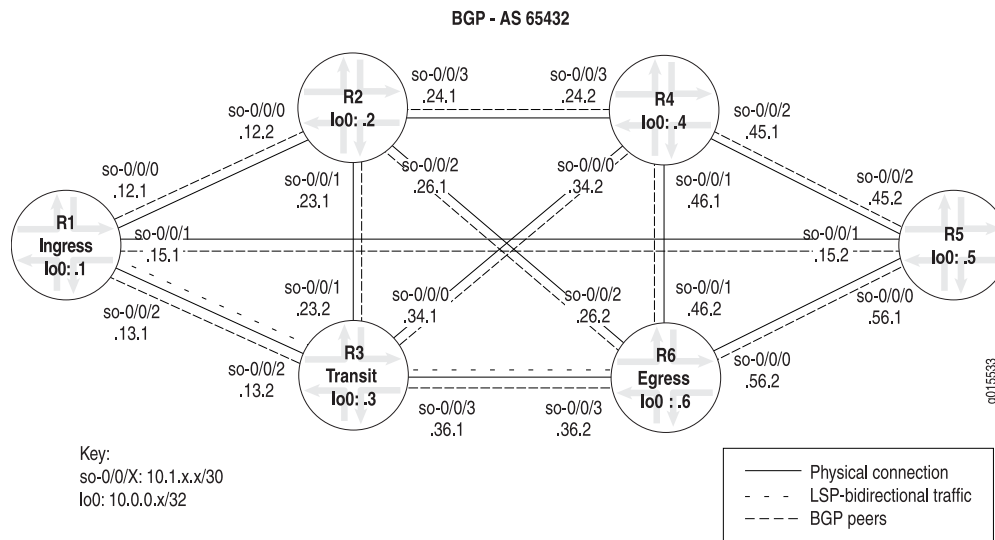 BGP - AS 65432
R2
lo0: .2
so-0/0/3
.24.1
so-0/0/3
.24.2
R4
lo0: .4
so-0/0/0
.12.2
so-0/0/2
.45.1
so-0/0/0
.12.1
so-0/0/1
.23.1
so-0/0/2
.26.1
so-0/0/0
.34.2
so-0/0/1
.46.1
so-0/0/2
.45.2
R1
Ingress
lo0: .1
so-0/0/1
.15.1
so-0/0/1
.15.2
R5
lo0: .5
so-0/0/2
.13.1
so-0/0/1
.23.2
so-0/0/0
.34.1
so-0/0/2
.26.2
so-0/0/1
.46.2
so-0/0/0
.56.1
so-0/0/2
.13.2
R3
Transit
lo0: .3
R6
Egress
lo0 : .6
so-0/0/0
.56.2
so-0/0/3
.36.1
so-0/0/3
.36.2
g015533
Key:
so-0/0/X: 10.1.x.x/30
lo0: 10.0.0.x/32
Physical connection
LSP-bidirectional traffic
BGP peers